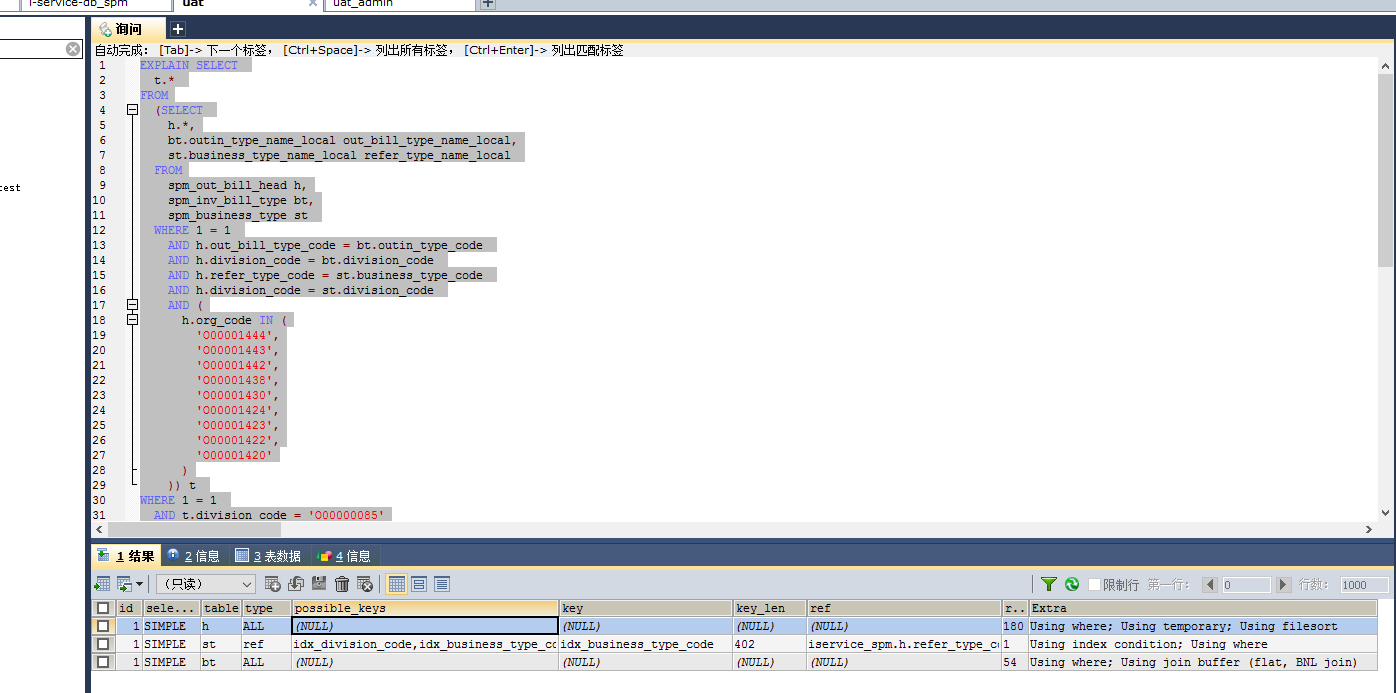 i-service-db_spm
uat
uat_admin
询问
自动完成： [Tab]-> 下一个标签， [Ctrl+Space]-> 列出所有标签， [Ctrl+Enter]-> 列出匹配标签
1 EXPLAIN SELECT
2 t.*
3 FROM
4 (SELECT
5 h.*,
6 bt.outin_type_name_local out_bill_type_name_local,
7 st.business_type_name_local refer_type_name_local
8 FROM
9 spm_out_bill_head h,
10 spm_inv_bill_type bt,
11 spm_business_type st
12 WHERE 1 = 1
13 AND h.out_bill_type_code = bt.outin_type_code
14 AND h.division_code = bt.division_code
15 AND h.refer_type_code = st.business_type_code
16 AND h.division_code = st.division_code
17 AND (
18 h.org_code IN (
19 'O00001444',
20 'O00001443',
21 'O00001442',
22 'O00001438',
23 'O00001430',
24 'O00001424',
25 'O00001423',
26 'O00001422',
27 'O00001420'
28 )
29 )) t
30 WHERE 1 = 1
31 AND t.division_code = 'O00000085'
1 结果 2 信息 3 表数据 4 信息
（只读） 限制行 第一行: 0 行数: 1000
id sele... table type possible_keys key key_len ref r.. Extra
1 SIMPLE h ALL (NULL) (NULL) (NULL) (NULL) 180 Using where; Using temporary; Using filesort
1 SIMPLE st ref idx_division_code,idx_business_type_co idx_business_type_code 402 iservice_spm.h.refer_type_co 1 Using index condition; Using where
1 SIMPLE bt ALL (NULL) (NULL) (NULL) (NULL) 54 Using where; Using join buffer (flat, BNL join)